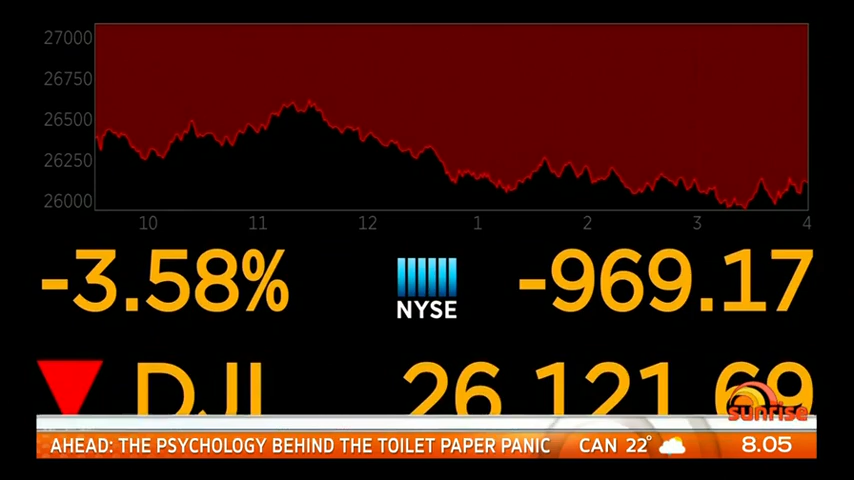 27000
26750
26500
26250
26000
10 11 12 1 2 3 4
-3.58% NYSE -969.17
DJI 26,121.69
sunrise
AHEAD: THE PSYCHOLOGY BEHIND THE TOILET PAPER PANIC CAN 22° 8.05